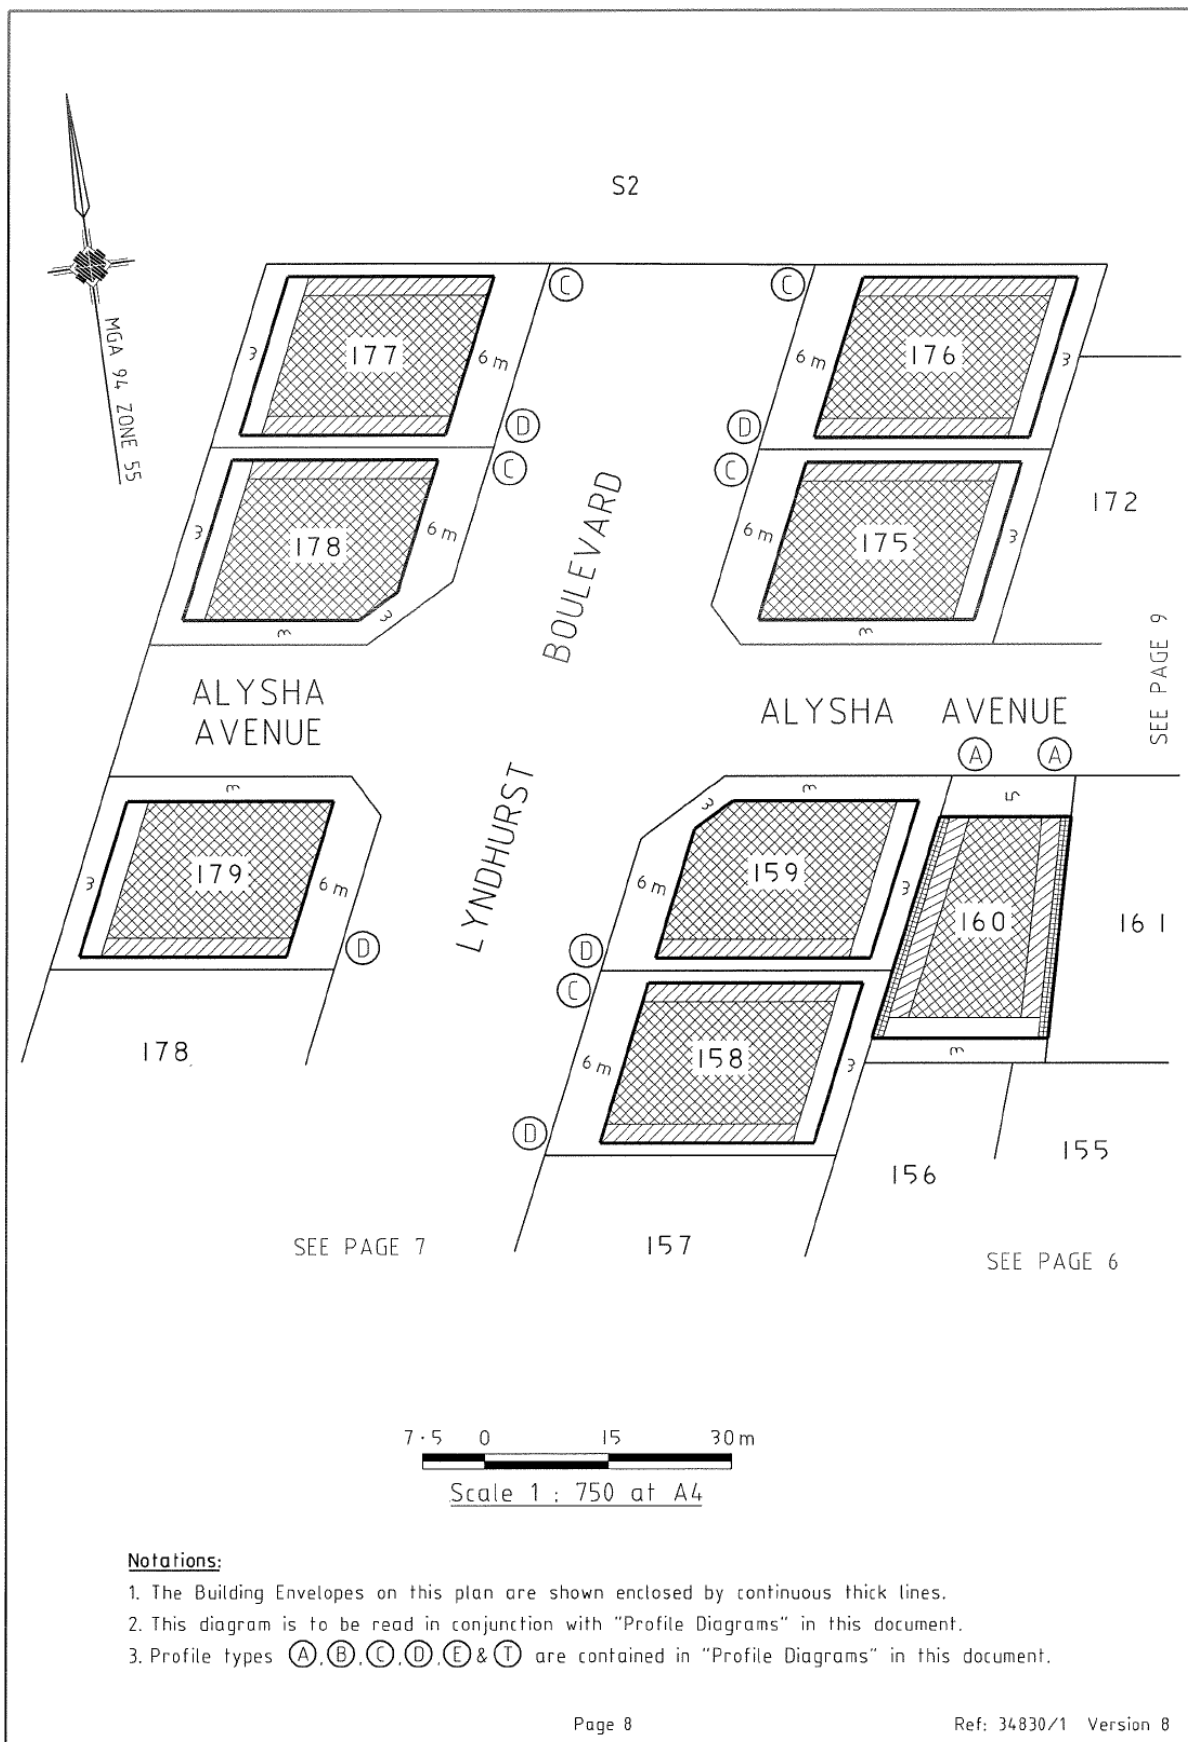 S2
MGA 94 ZONE 55
C
C
3
177
6 m
6 m
176
3
D
D
C
C
172
3
178
6 m
6 m
175
3
3
3
3
BOULEVARD
SEE PAGE 9
ALYSHA
AVENUE
ALYSHA AVENUE
A
A
LYNDHURST
3
3
3
5
3
179
6 m
6 m
159
3
160
161
D
D
C
178
6 m
158
3
3
D
156
155
SEE PAGE 7
157
SEE PAGE 6
7·5 0 15 30 m
Scale 1 : 750 at A4
Notations:
1. The Building Envelopes on this plan are shown enclosed by continuous thick lines.
2. This diagram is to be read in conjunction with "Profile Diagrams" in this document.
3. Profile types A, B, C, D, E & T are contained in "Profile Diagrams" in this document.
Page 8
Ref: 34830/1 Version 8